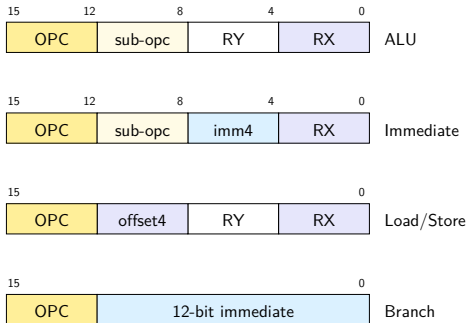 15 12 8 4 0
OPC sub-opc RY RX ALU
15 12 8 4 0
OPC sub-opc imm4 RX Immediate
15 0
OPC offset4 RY RX Load/Store
15 0
OPC 12-bit immediate Branch